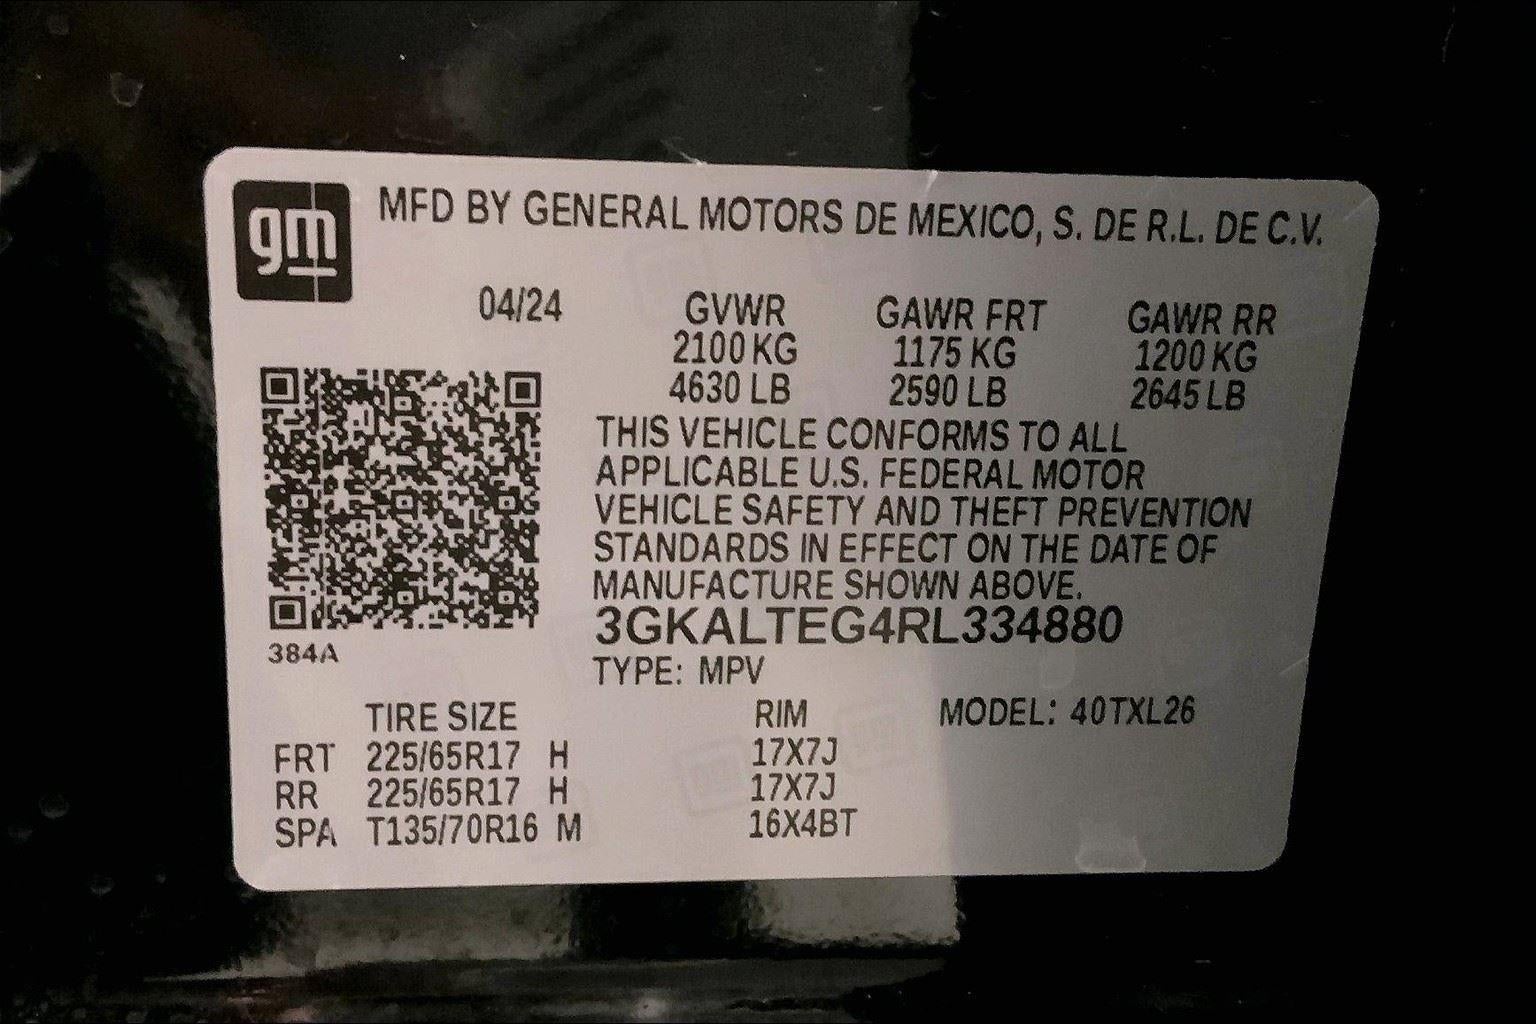 gm
MFD BY GENERAL MOTORS DE MEXICO, S. DE R.L. DE C.V.
04/24 GVWR GAWR FRT GAWR RR
2100 KG 1175 KG 1200 KG
4630 LB 2590 LB 2645 LB
THIS VEHICLE CONFORMS TO ALL
APPLICABLE U.S. FEDERAL MOTOR
VEHICLE SAFETY AND THEFT PREVENTION
STANDARDS IN EFFECT ON THE DATE OF
MANUFACTURE SHOWN ABOVE.
3GKALTEG4RL334880
384A
TYPE: MPV
TIRE SIZE RIM MODEL: 40TXL26
FRT 225/65R17 H 17X7J
RR 225/65R17 H 17X7J
SPA T135/70R16 M 16X4BT